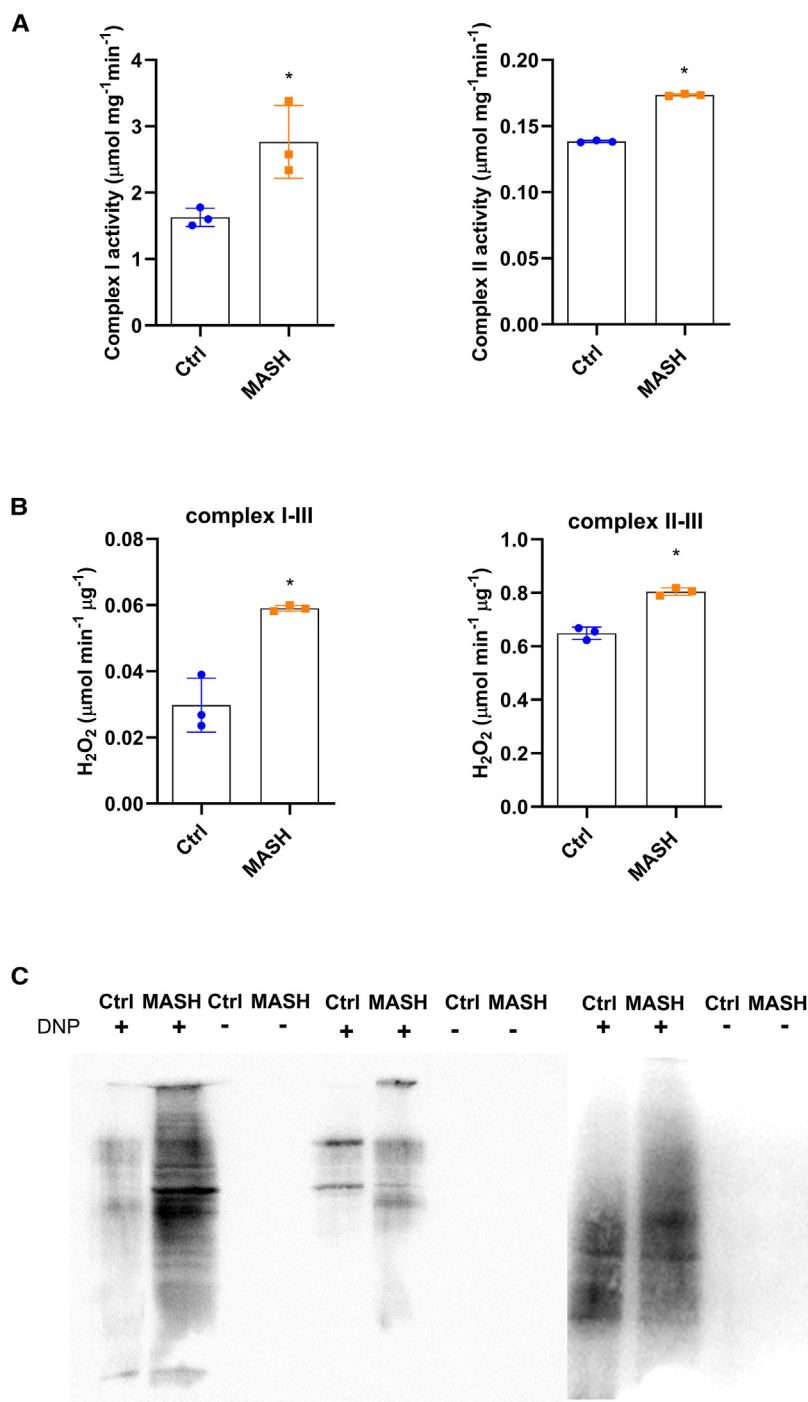 A
Complex I activity (μmol mg⁻¹min⁻¹)
4
3
2
1
0
*
Ctrl
MASH
Complex II activity (μmol mg⁻¹min⁻¹)
0.20
0.15
0.10
0.05
0.00
*
Ctrl
MASH
B
complex I-III
H₂O₂ (μmol min⁻¹ μg⁻¹)
0.08
0.06
0.04
0.02
0.00
*
Ctrl
MASH
complex II-III
H₂O₂ (μmol min⁻¹ μg⁻¹)
1.0
0.8
0.6
0.4
0.2
0.0
*
Ctrl
MASH
C
Ctrl MASH Ctrl MASH Ctrl MASH Ctrl MASH Ctrl MASH Ctrl MASH
DNP + + - - + + - - + + - -